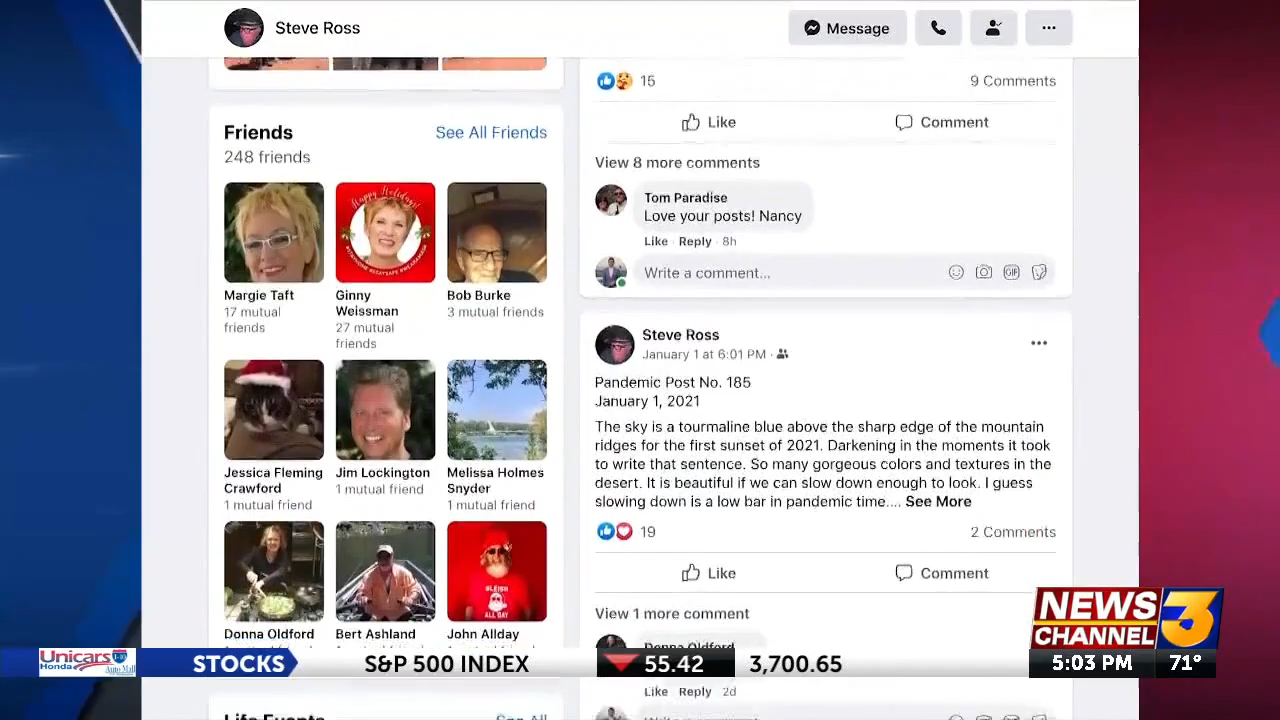 Steve Ross
Message
Friends
See All Friends
248 friends
Happy Holidays!
Margie Taft
17 mutual
friends
Ginny
Weissman
27 mutual
friends
Bob Burke
3 mutual friends
Jessica Fleming
Crawford
1 mutual friend
Jim Lockington
1 mutual friend
Melissa Holmes
Snyder
1 mutual friend
SLEIGH
ALL DAY
Donna Oldford
Bert Ashland
John Allday
Life Events
See All
15
9 Comments
Like
Comment
View 8 more comments
Tom Paradise
Love your posts! Nancy
Like · Reply · 8h
Write a comment...
GIF
Steve Ross
January 1 at 6:01 PM ·
Pandemic Post No. 185
January 1, 2021
The sky is a tourmaline blue above the sharp edge of the mountain
ridges for the first sunset of 2021. Darkening in the moments it took
to write that sentence. So many gorgeous colors and textures in the
desert. It is beautiful if we can slow down enough to look. I guess
slowing down is a low bar in pandemic time.... See More
19
2 Comments
Like
Comment
View 1 more comment
Donna Oldford
Like Reply 2d
NEWS
CHANNEL 3
5:03 PM 71°
Unicars
Honda
STOCKS
S&P 500 INDEX
55.42
3,700.65